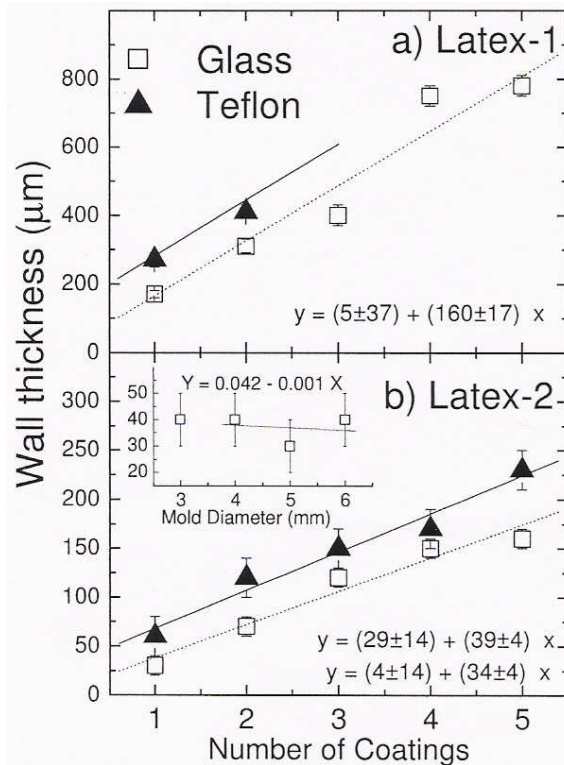 a) Latex-1
Glass
Teflon
800
600
400
200
0
y = (5±37) + (160±17) x
Wall thickness (μm)
b) Latex-2
Y = 0.042 - 0.001 X
50
40
30
20
3 4 5 6
Mold Diameter (mm)
300
250
200
150
100
50
0
y = (29±14) + (39±4) x
y = (4±14) + (34±4) x
1 2 3 4 5
Number of Coatings